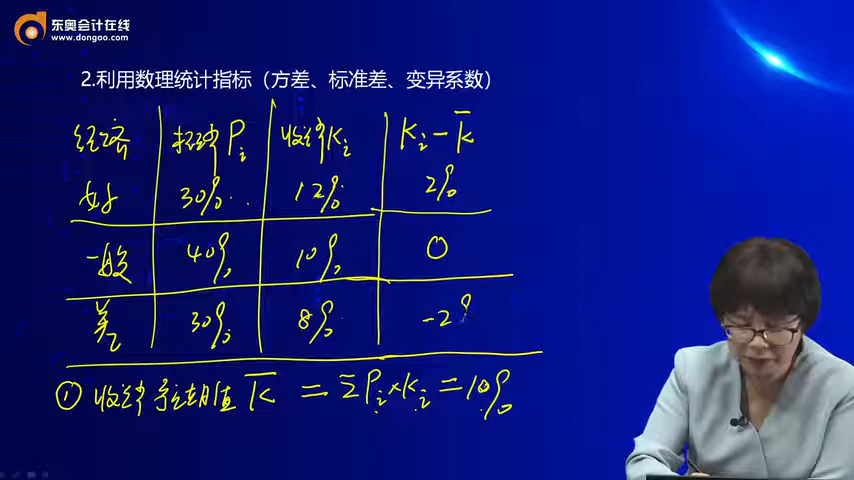 东奥会计在线
www.dongao.com
2.利用数理统计指标（方差、标准差、变异系数）
经济 概率Pi 收益率Ki Ki-K̄
好 30% 12% 2%
一般 40% 10% 0
差 30% 8% -2%
① 收益率预期值 K̄ = ΣPi×Ki = 10%